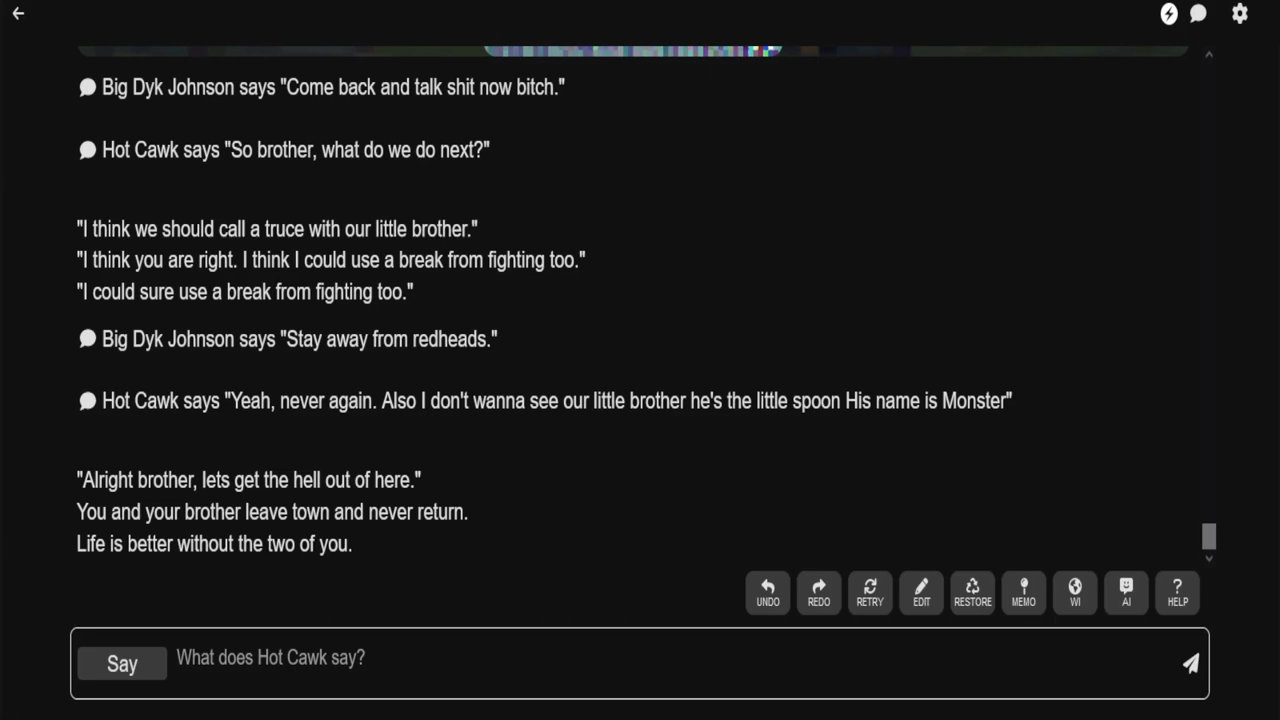 Big Dyk Johnson says "Come back and talk shit now bitch."
Hot Cawk says "So brother, what do we do next?"
"I think we should call a truce with our little brother."
"I think you are right. I think I could use a break from fighting too."
"I could sure use a break from fighting too."
Big Dyk Johnson says "Stay away from redheads."
Hot Cawk says "Yeah, never again. Also I don't wanna see our little brother he's the little spoon His name is Monster"
"Alright brother, lets get the hell out of here."
You and your brother leave town and never return.
Life is better without the two of you.
UNDO REDO RETRY EDIT RESTORE MEMO WI AI HELP
Say What does Hot Cawk say?